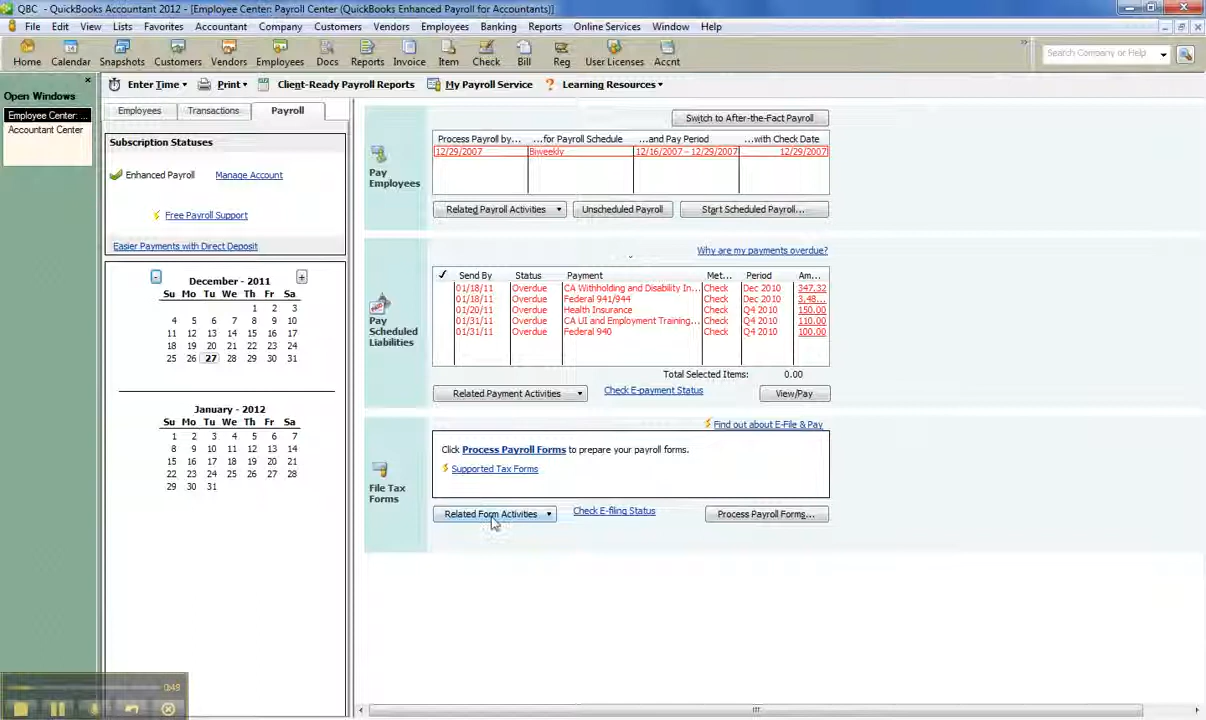 QBC - QuickBooks Accountant 2012 - [Employee Center: Payroll Center (QuickBooks Enhanced Payroll for Accountants)]
File Edit View Lists Favorites Accountant Company Customers Vendors Employees Banking Reports Online Services Window Help
Home Calendar Snapshots Customers Vendors Employees Docs Reports Invoice Item Check Bill Reg User Licenses Accnt
Search Company or Help
Open Windows
Employee Center: ...
Accountant Center
Enter Time Print Client-Ready Payroll Reports My Payroll Service ? Learning Resources
Employees Transactions Payroll
Subscription Statuses
Enhanced Payroll Manage Account
Free Payroll Support
Easier Payments with Direct Deposit
December - 2011
Su Mo Tu We Th Fr Sa
1 2 3
4 5 6 7 8 9 10
11 12 13 14 15 16 17
18 19 20 21 22 23 24
25 26 27 28 29 30 31
January - 2012
Su Mo Tu We Th Fr Sa
1 2 3 4 5 6 7
8 9 10 11 12 13 14
15 16 17 18 19 20 21
22 23 24 25 26 27 28
29 30 31
Pay Employees
Switch to After-the-Fact Payroll
Process Payroll by... ...for Payroll Schedule ...and Pay Period ...with Check Date
12/29/2007 Biweekly 12/16/2007 - 12/29/2007 12/29/2007
Related Payroll Activities Unscheduled Payroll Start Scheduled Payroll...
Pay Scheduled Liabilities
Why are my payments overdue?
✓ Send By Status Payment Met... Period Am...
01/18/11 Overdue CA Withholding and Disability In... Check Dec 2010 347.32
01/18/11 Overdue Federal 941/944 Check Dec 2010 3,48...
01/20/11 Overdue Health Insurance Check Q4 2010 150.00
01/31/11 Overdue CA UI and Employment Training... Check Q4 2010 110.00
01/31/11 Overdue Federal 940 Check Q4 2010 100.00
Total Selected Items: 0.00
Related Payment Activities Check E-payment Status View/Pay
File Tax Forms
Find out about E-File & Pay
Click Process Payroll Forms to prepare your payroll forms.
Supported Tax Forms
Related Form Activities Check E-filing Status Process Payroll Forms...
0:49